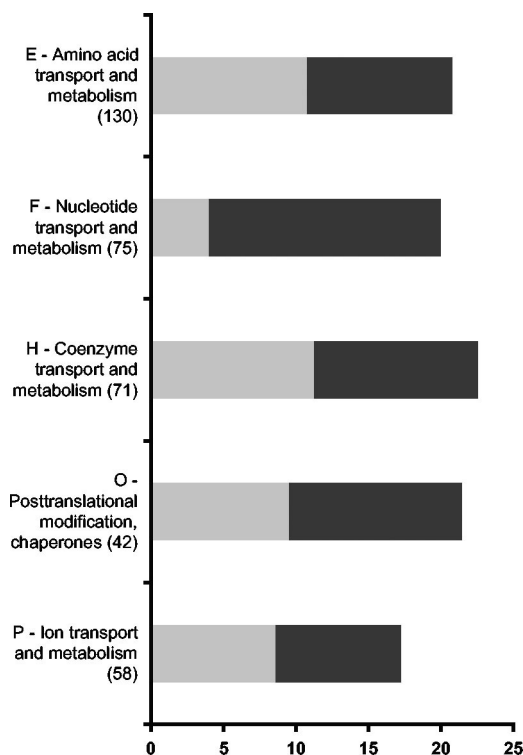 E - Amino acid
transport and
metabolism
(130)
F - Nucleotide
transport and
metabolism (75)
H - Coenzyme
transport and
metabolism (71)
O -
Posttranslational
modification,
chaperones (42)
P - Ion transport
and metabolism
(58)
0 5 10 15 20 25